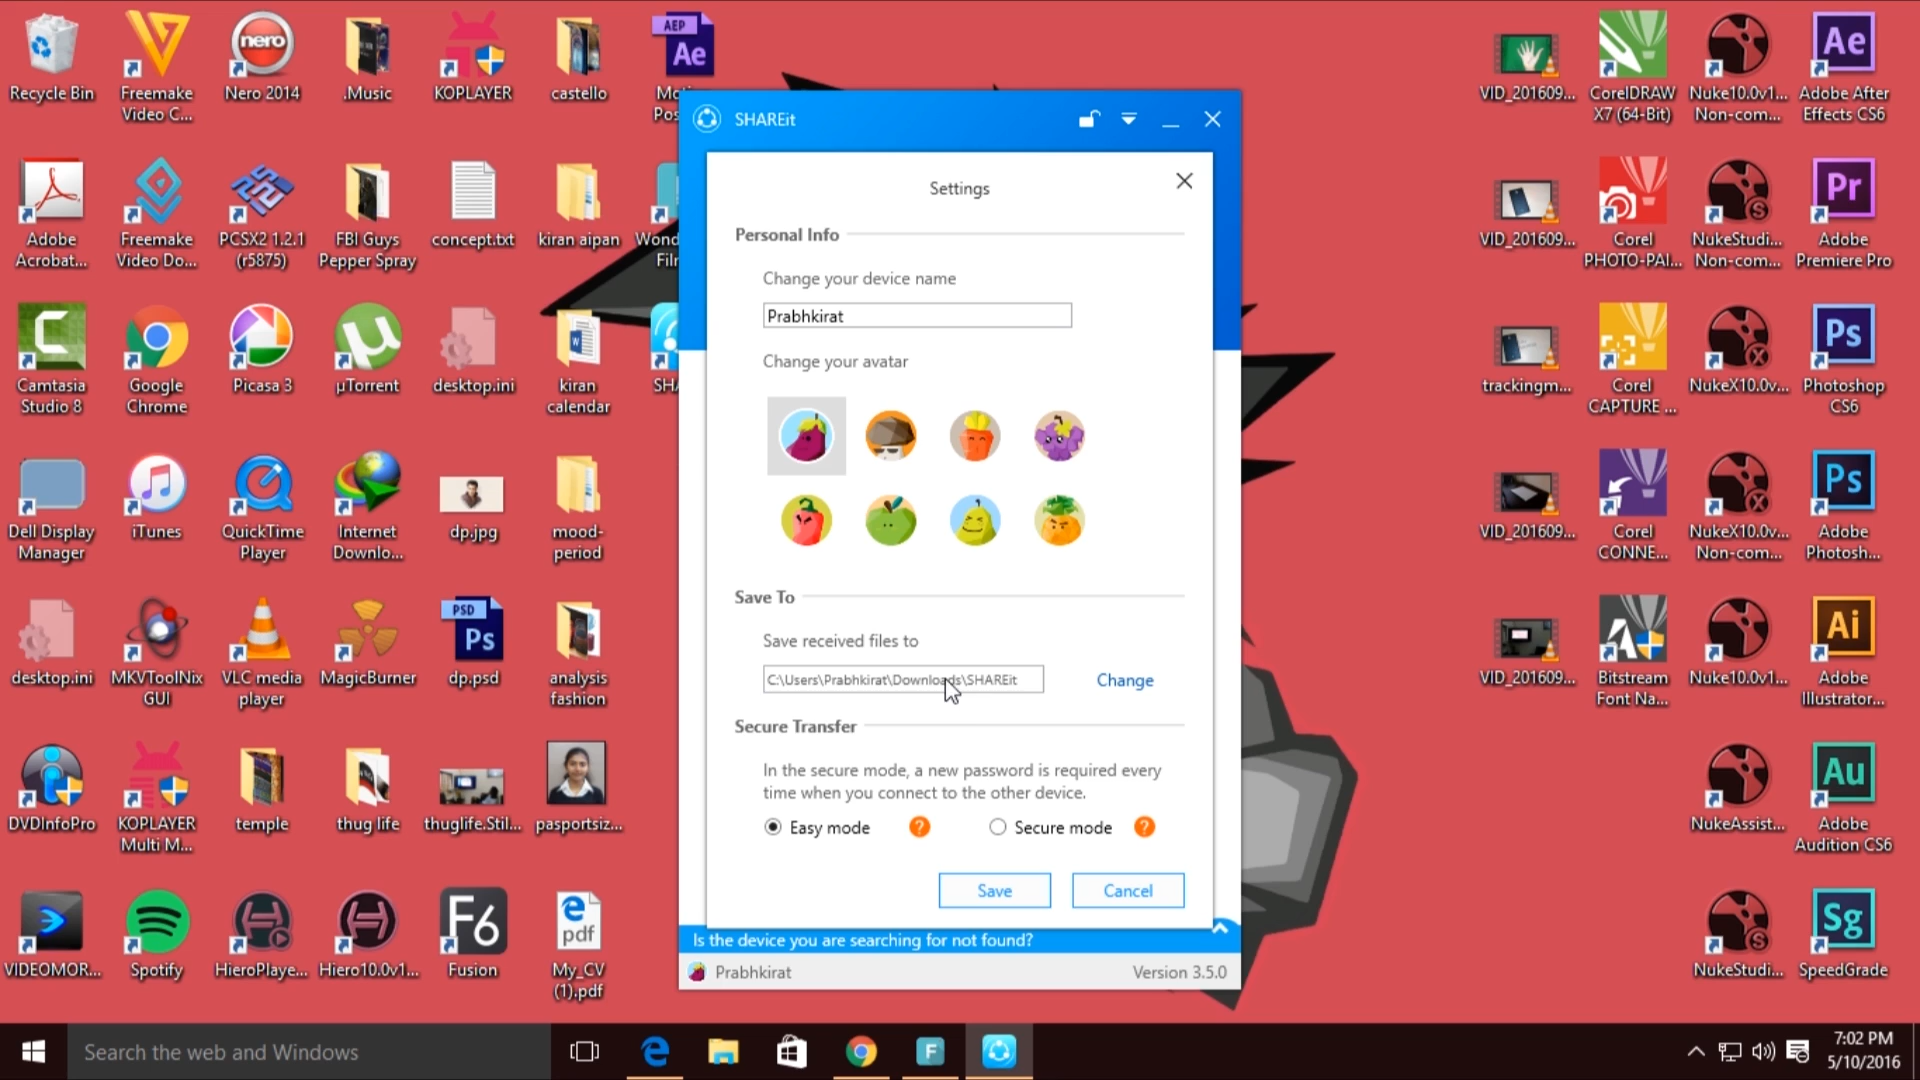 Recycle Bin
Freemake
Video C...
Nero 2014
nero
.Music
KOPLAYER
castello
AEP
Ae
Adobe
Acrobat...
Freemake
Video Do...
PCSX2 1.2.1
(r5875)
FBI Guys
Pepper Spray
concept.txt
kiran aipan
Camtasia
Studio 8
Google
Chrome
Picasa 3
µTorrent
desktop.ini
kiran
calendar
Dell Display
Manager
iTunes
QuickTime
Player
Internet
Downlo...
dp.jpg
mood-
period
desktop.ini
MKVToolNix
GUI
VLC media
player
MagicBurner
PSD
Ps
dp.psd
analysis
fashion
DVDInfoPro
KOPLAYER
Multi M...
temple
thug life
thuglife.Stil...
pasportsiz...
VIDEOMOR...
Spotify
HieroPlaye...
Hiero10.0v1...
F6
Fusion
pdf
My_CV
(1).pdf
SHAREit
Settings
Personal Info
Change your device name
Prabhkirat
Change your avatar
Save To
Save received files to
C:\Users\Prabhkirat\Downloads\SHAREit
Change
Secure Transfer
In the secure mode, a new password is required every
time when you connect to the other device.
Easy mode
?
Secure mode
?
Save
Cancel
Is the device you are searching for not found?
Prabhkirat
Version 3.5.0
VID_201609...
CorelDRAW
X7 (64-Bit)
Nuke10.0v1...
Non-com...
Ae
Adobe After
Effects CS6
VID_201609...
Corel
PHOTO-PAI...
NukeStudi...
Non-com...
Pr
Adobe
Premiere Pro
trackingm...
Corel
CAPTURE ...
NukeX10.0v...
Ps
Photoshop
CS6
VID_201609...
Corel
CONNE...
NukeX10.0v...
Non-com...
Ps
Adobe
Photosh...
VID_201609...
Bitstream
Font Na...
Nuke10.0v1...
Ai
Adobe
Illustrator...
NukeAssist...
Au
Adobe
Audition CS6
NukeStudi...
Sg
SpeedGrade
Search the web and Windows
F
7:02 PM
5/10/2016